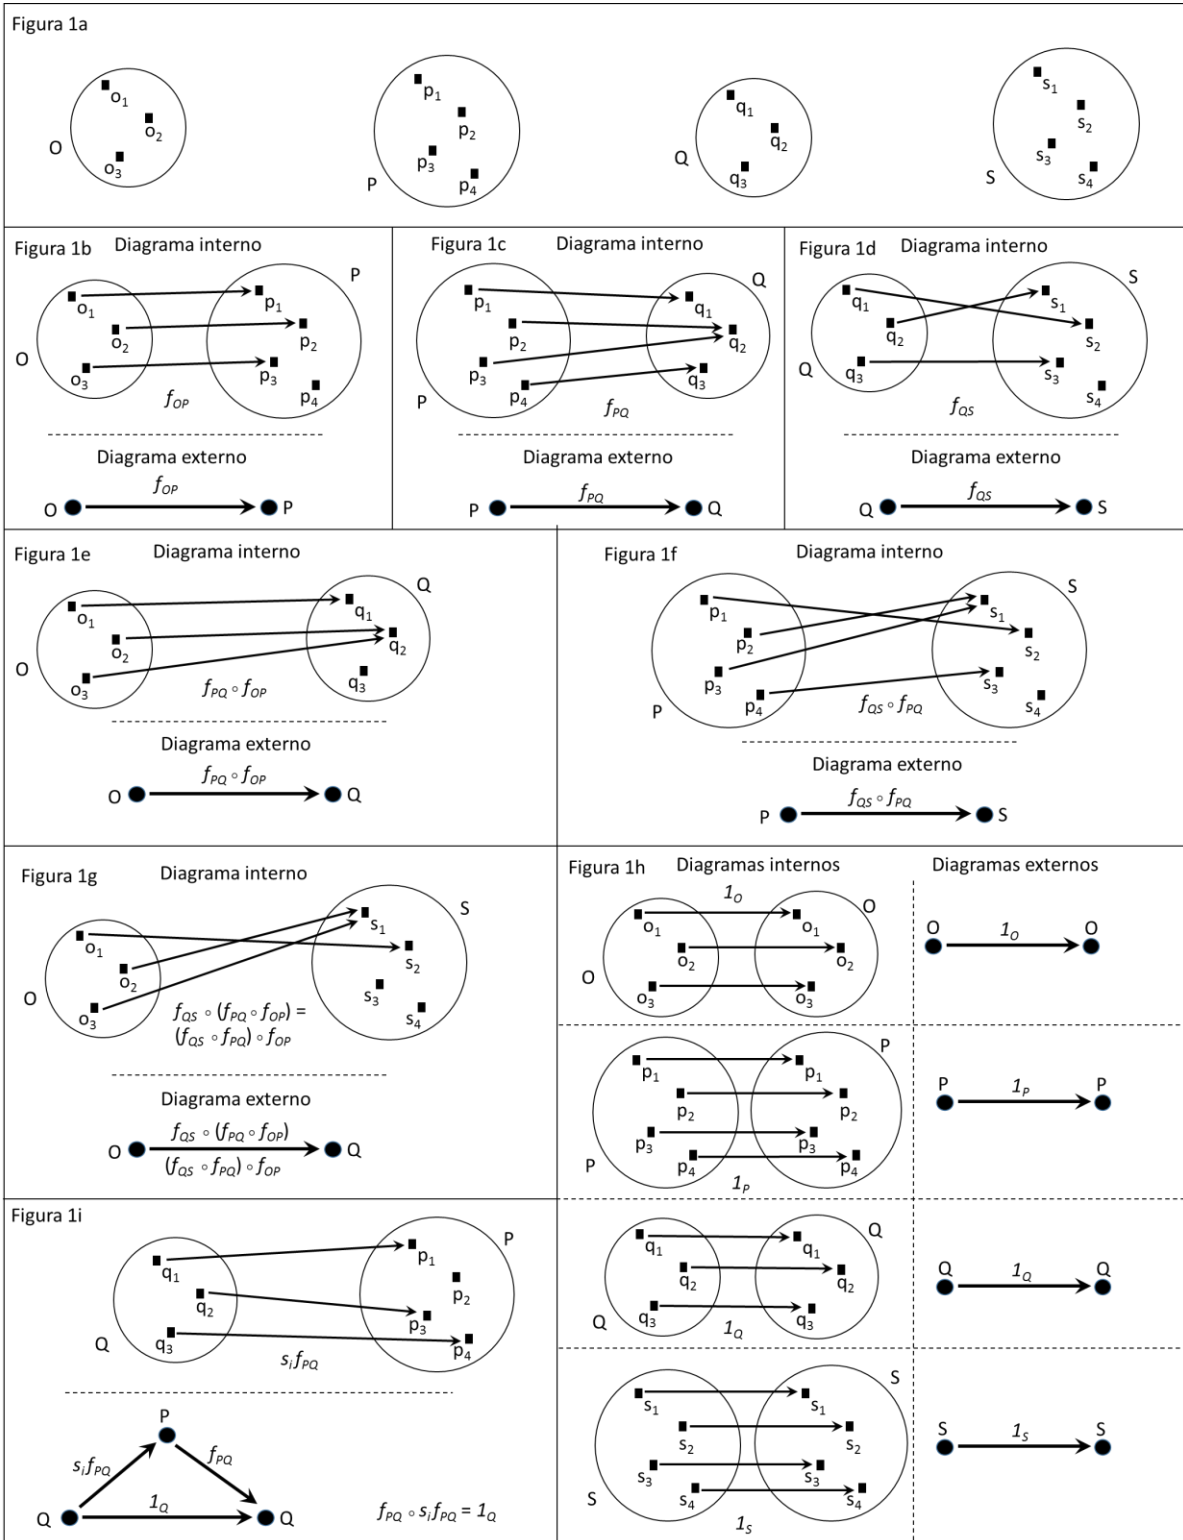 Figura 1a
O
o1
o2
o3
P
p1
p2
p3
p4
Q
q1
q2
q3
S
s1
s2
s3
s4
Figura 1b
Diagrama interno
O
o1
o2
o3
P
p1
p2
p3
p4
fOP
Diagrama externo
fOP
O
P
Figura 1c
Diagrama interno
P
p1
p2
p3
p4
Q
q1
q2
q3
fPQ
Diagrama externo
fPQ
P
Q
Figura 1d
Diagrama interno
Q
q1
q2
q3
S
s1
s2
s3
s4
fQS
Diagrama externo
fQS
Q
S
Figura 1e
Diagrama interno
O
o1
o2
o3
Q
q1
q2
q3
fPQ ∘ fOP
Diagrama externo
fPQ ∘ fOP
O
Q
Figura 1f
Diagrama interno
P
p1
p2
p3
p4
S
s1
s2
s3
s4
fQS ∘ fPQ
Diagrama externo
fQS ∘ fPQ
P
S
Figura 1g
Diagrama interno
O
o1
o2
o3
S
s1
s2
s3
s4
fQS ∘ (fPQ ∘ fOP) =
(fQS ∘ fPQ) ∘ fOP
Diagrama externo
fQS ∘ (fPQ ∘ fOP)
O
Q
(fQS ∘ fPQ) ∘ fOP
Figura 1h
Diagramas internos
Diagramas externos
1O
O
o1
o2
o3
O
o1
o2
o3
O
1O
O
P
p1
p2
p3
p4
P
p1
p2
p3
p4
1P
P
1P
P
Q
q1
q2
q3
Q
q1
q2
q3
1Q
Q
1Q
Q
S
s1
s2
s3
s4
S
s1
s2
s3
s4
1S
S
1S
S
Figura 1i
Q
q1
q2
q3
P
p1
p2
p3
p4
sifPQ
P
sifPQ
fPQ
Q
1Q
Q
fPQ ∘ sifPQ = 1Q